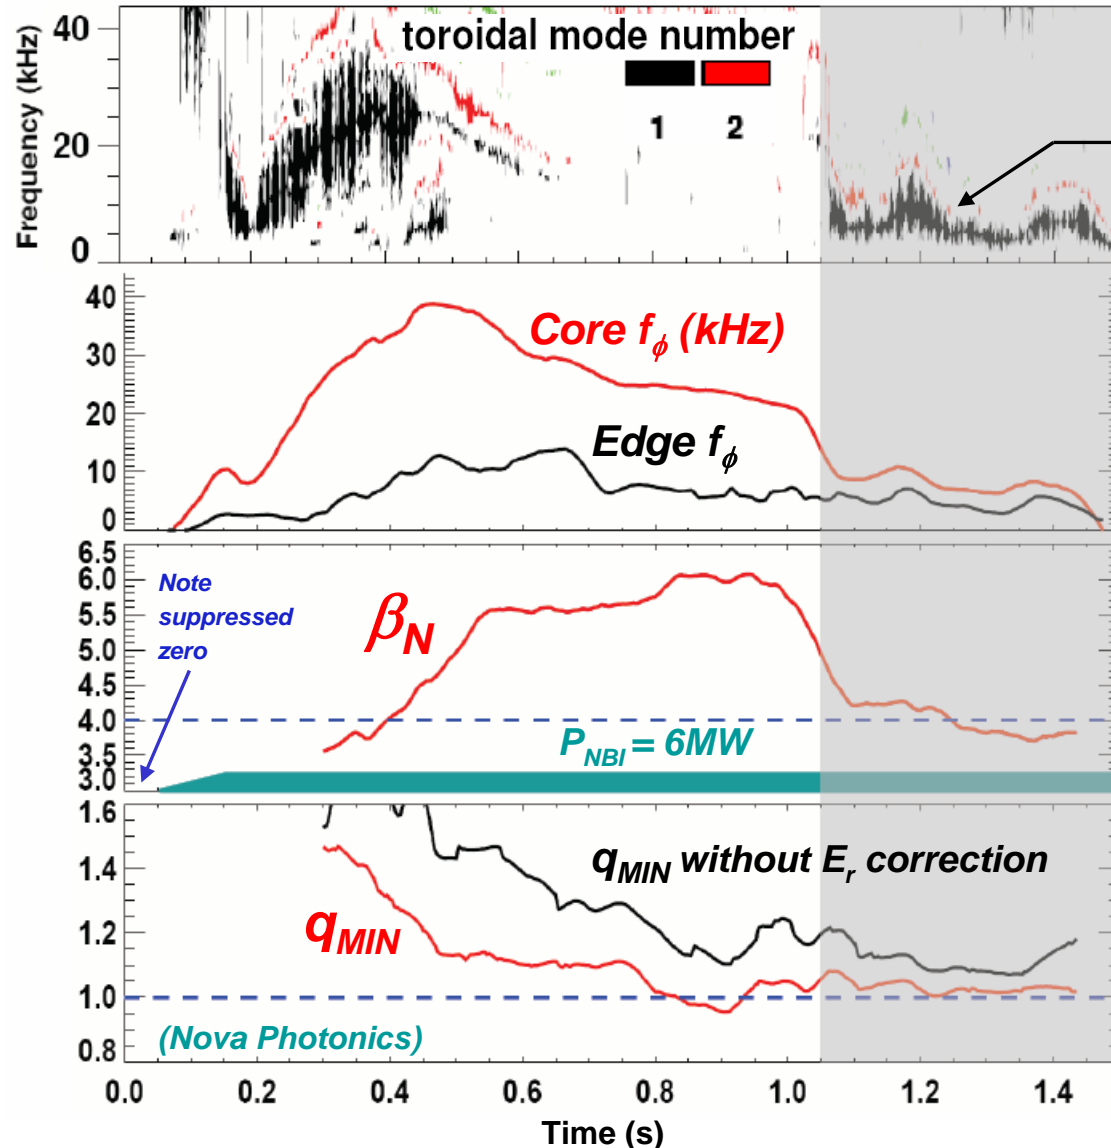 toroidal mode number
1 2
Frequency (kHz)
40
20
0
Core fϕ (kHz)
Edge fϕ
40
30
20
10
0
Note
suppressed
zero
βN
PNBI = 6MW
6.5
6.0
5.5
5.0
4.5
4.0
3.5
3.0
qMIN without Er correction
qMIN
(Nova Photonics)
1.6
1.4
1.2
1.0
0.8
0.0 0.2 0.4 0.6 0.8 1.0 1.2 1.4
Time (s)